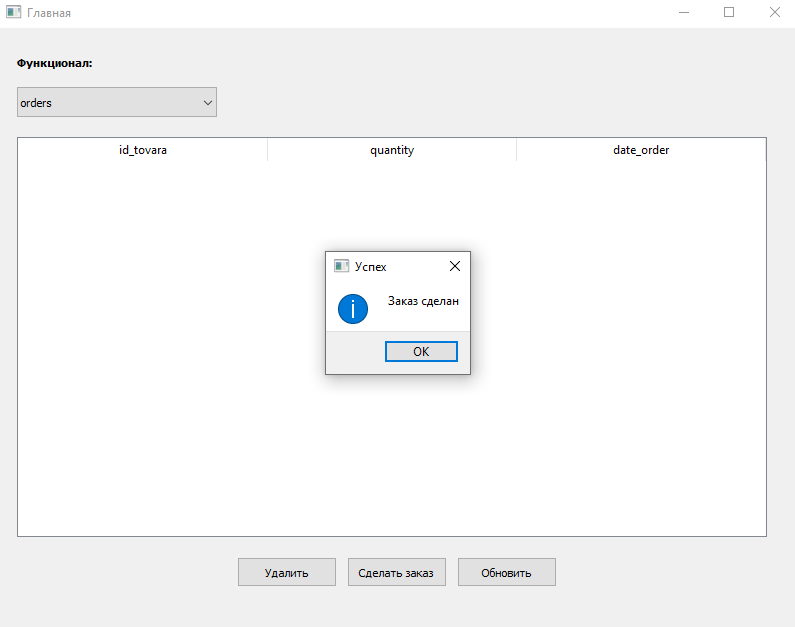 Главная
Функционал:
orders
id_tovara quantity date_order
Успех
Заказ сделан
OK
Удалить Сделать заказ Обновить